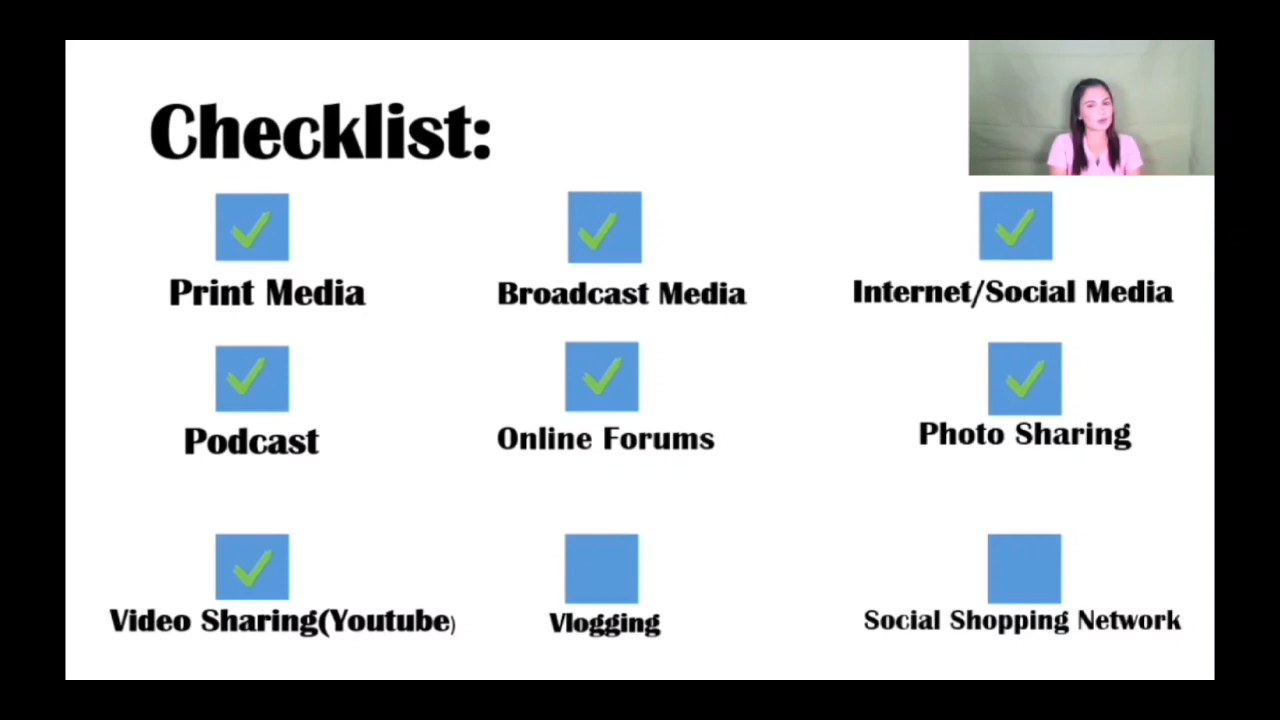 Checklist:
Print Media
Broadcast Media
Internet/Social Media
Podcast
Online Forums
Photo Sharing
Video Sharing(Youtube)
Vlogging
Social Shopping Network